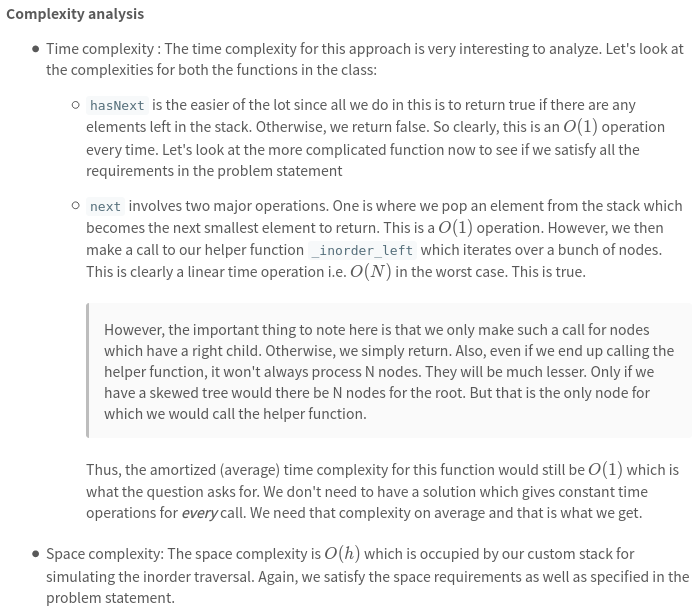 Complexity analysis
● Time complexity : The time complexity for this approach is very interesting to analyze. Let's look at
the complexities for both the functions in the class:
○ hasNext is the easier of the lot since all we do in this is to return true if there are any
elements left in the stack. Otherwise, we return false. So clearly, this is an O(1) operation
every time. Let's look at the more complicated function now to see if we satisfy all the
requirements in the problem statement
○ next involves two major operations. One is where we pop an element from the stack which
becomes the next smallest element to return. This is a O(1) operation. However, we then
make a call to our helper function _inorder_left which iterates over a bunch of nodes.
This is clearly a linear time operation i.e. O(N) in the worst case. This is true.
However, the important thing to note here is that we only make such a call for nodes
which have a right child. Otherwise, we simply return. Also, even if we end up calling the
helper function, it won't always process N nodes. They will be much lesser. Only if we
have a skewed tree would there be N nodes for the root. But that is the only node for
which we would call the helper function.
Thus, the amortized (average) time complexity for this function would still be O(1) which is
what the question asks for. We don't need to have a solution which gives constant time
operations for every call. We need that complexity on average and that is what we get.
● Space complexity: The space complexity is O(h) which is occupied by our custom stack for
simulating the inorder traversal. Again, we satisfy the space requirements as well as specified in the
problem statement.